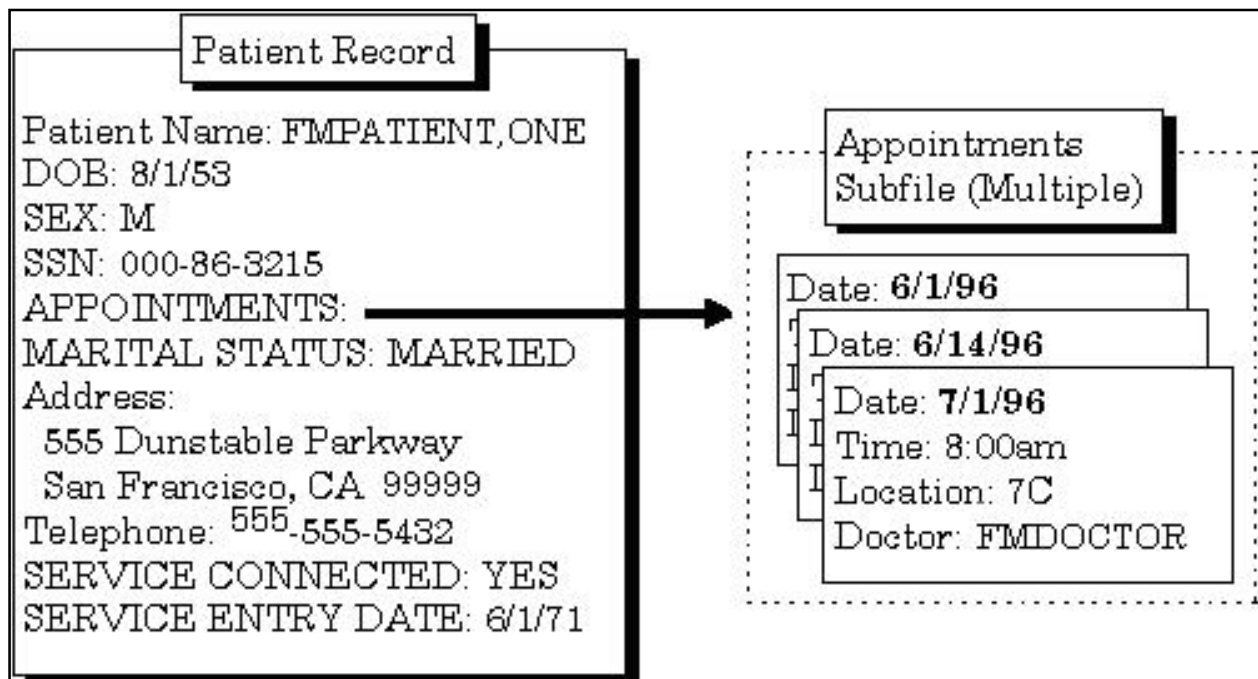 Patient Record
Patient Name: FMPATIENT,ONE
DOB: 8/1/53
SEX: M
SSN: 000-86-3215
APPOINTMENTS:
MARITAL STATUS: MARRIED
Address:
555 Dunstable Parkway
San Francisco, CA 99999
Telephone: 555-555-5432
SERVICE CONNECTED: YES
SERVICE ENTRY DATE: 6/1/71
Appointments
Subfile (Multiple)
Date: 6/1/96
Date: 6/14/96
Date: 7/1/96
Time: 8:00am
Location: 7C
Doctor: FMDOCTOR